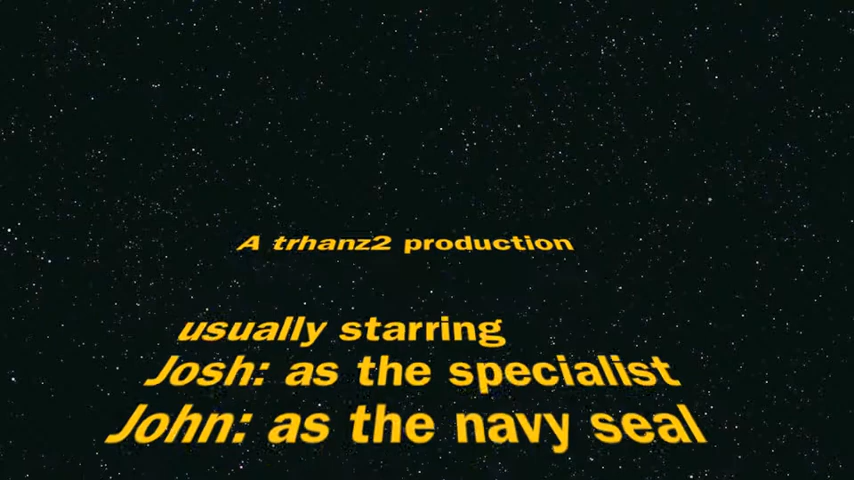 A trhanz2 production
usually starring
Josh: as the specialist
John: as the navy seal